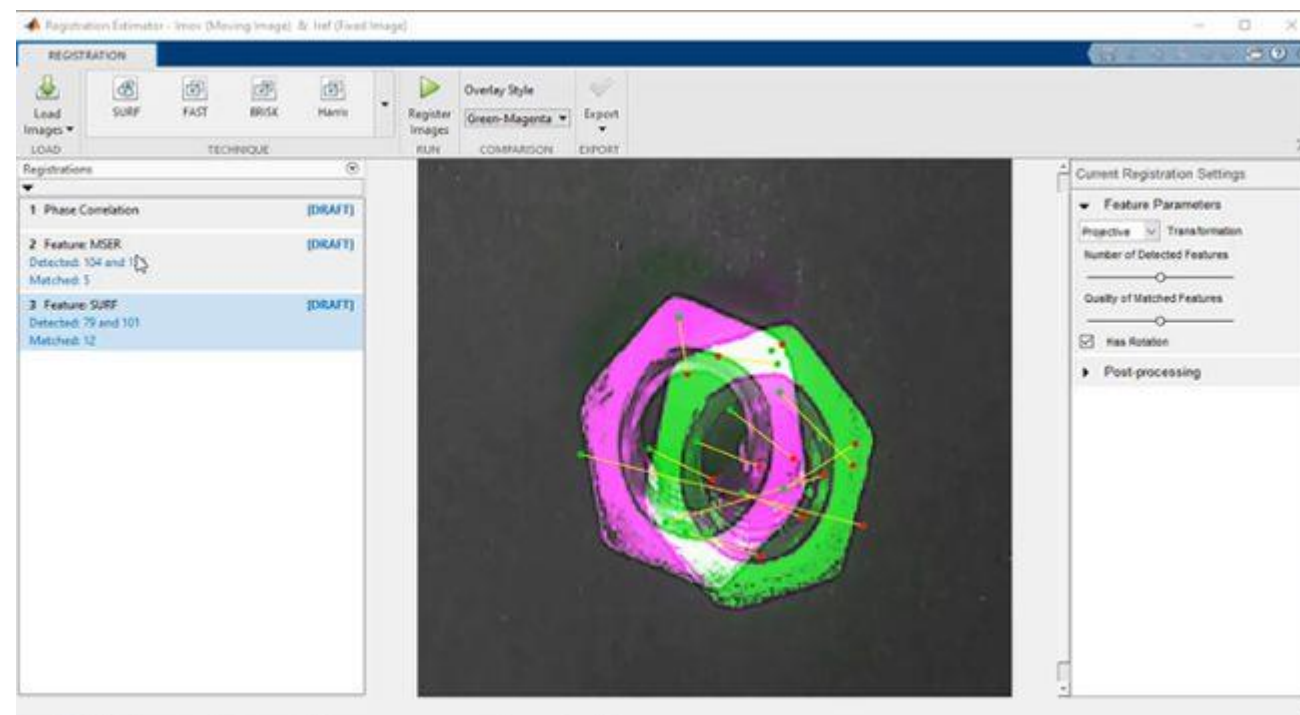 Registration Estimator - Imov (Moving Image) & Iref (Fixed Image)
REGISTRATION
Load Images
SURF
FAST
BRISK
Harris
Register Images
Overlay Style
Green-Magenta
Export
LOAD
TECHNIQUE
RUN
COMPARISON
EXPORT
Registrations
1 Phase Correlation [DRAFT]
2 Feature: MSER [DRAFT]
Detected: 104 and
Matched: 5
3 Feature: SURF [DRAFT]
Detected: 79 and 101
Matched: 12
Current Registration Settings
Feature Parameters
Projective Transformation
Number of Detected Features
Quality of Matched Features
Has Rotation
Post-processing